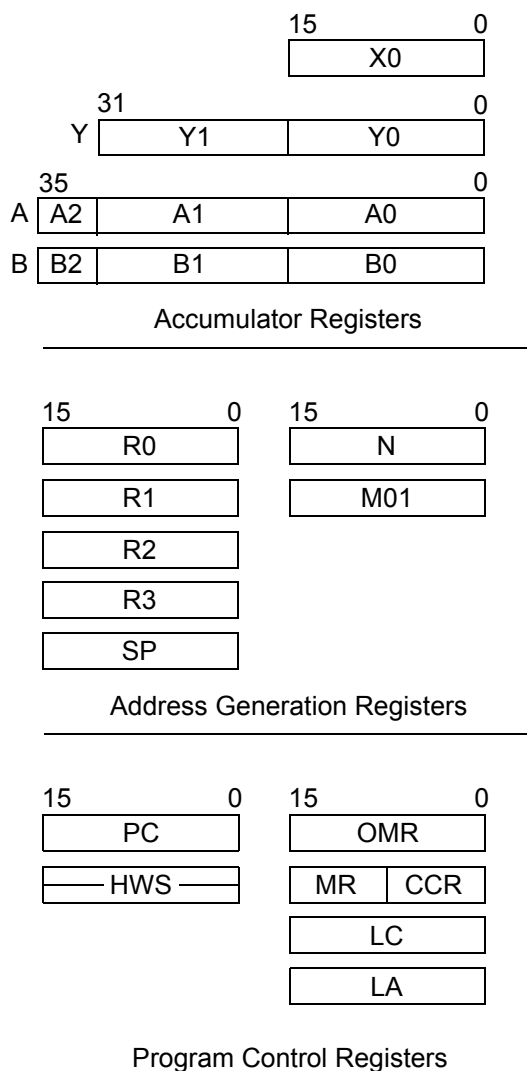 15 0
X0
31 0
Y Y1 Y0
35 0
A A2 A1 A0
B B2 B1 B0
Accumulator Registers
15 0 15 0
R0 N
R1 M01
R2
R3
SP
Address Generation Registers
15 0 15 0
PC OMR
HWS MR CCR
LC
LA
Program Control Registers